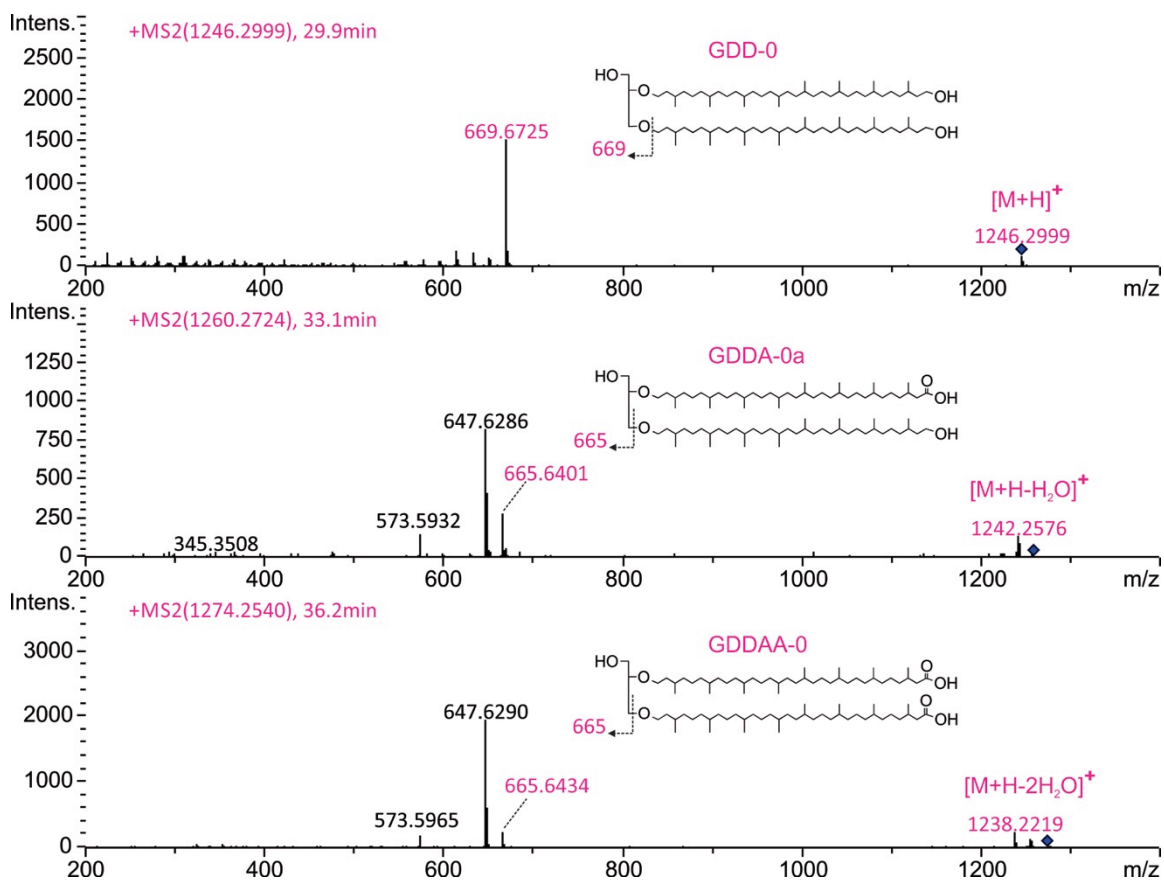 Intens.
+MS2(1246.2999), 29.9min
2500
2000
1500
1000
500
0
GDD-0
HO
O
OH
O
OH
669
669.6725
[M+H]+
1246.2999
200 400 600 800 1000 1200 m/z
Intens.
+MS2(1260.2724), 33.1min
1250
1000
750
500
250
0
GDDA-0a
HO
O
O
OH
O
OH
665
647.6286
665.6401
573.5932
345.3508
[M+H-H₂O]+
1242.2576
200 400 600 800 1000 1200 m/z
Intens.
+MS2(1274.2540), 36.2min
3000
2000
1000
0
GDDAA-0
HO
O
O
OH
O
O
OH
665
647.6290
665.6434
573.5965
[M+H-2H₂O]+
1238.2219
200 400 600 800 1000 1200 m/z